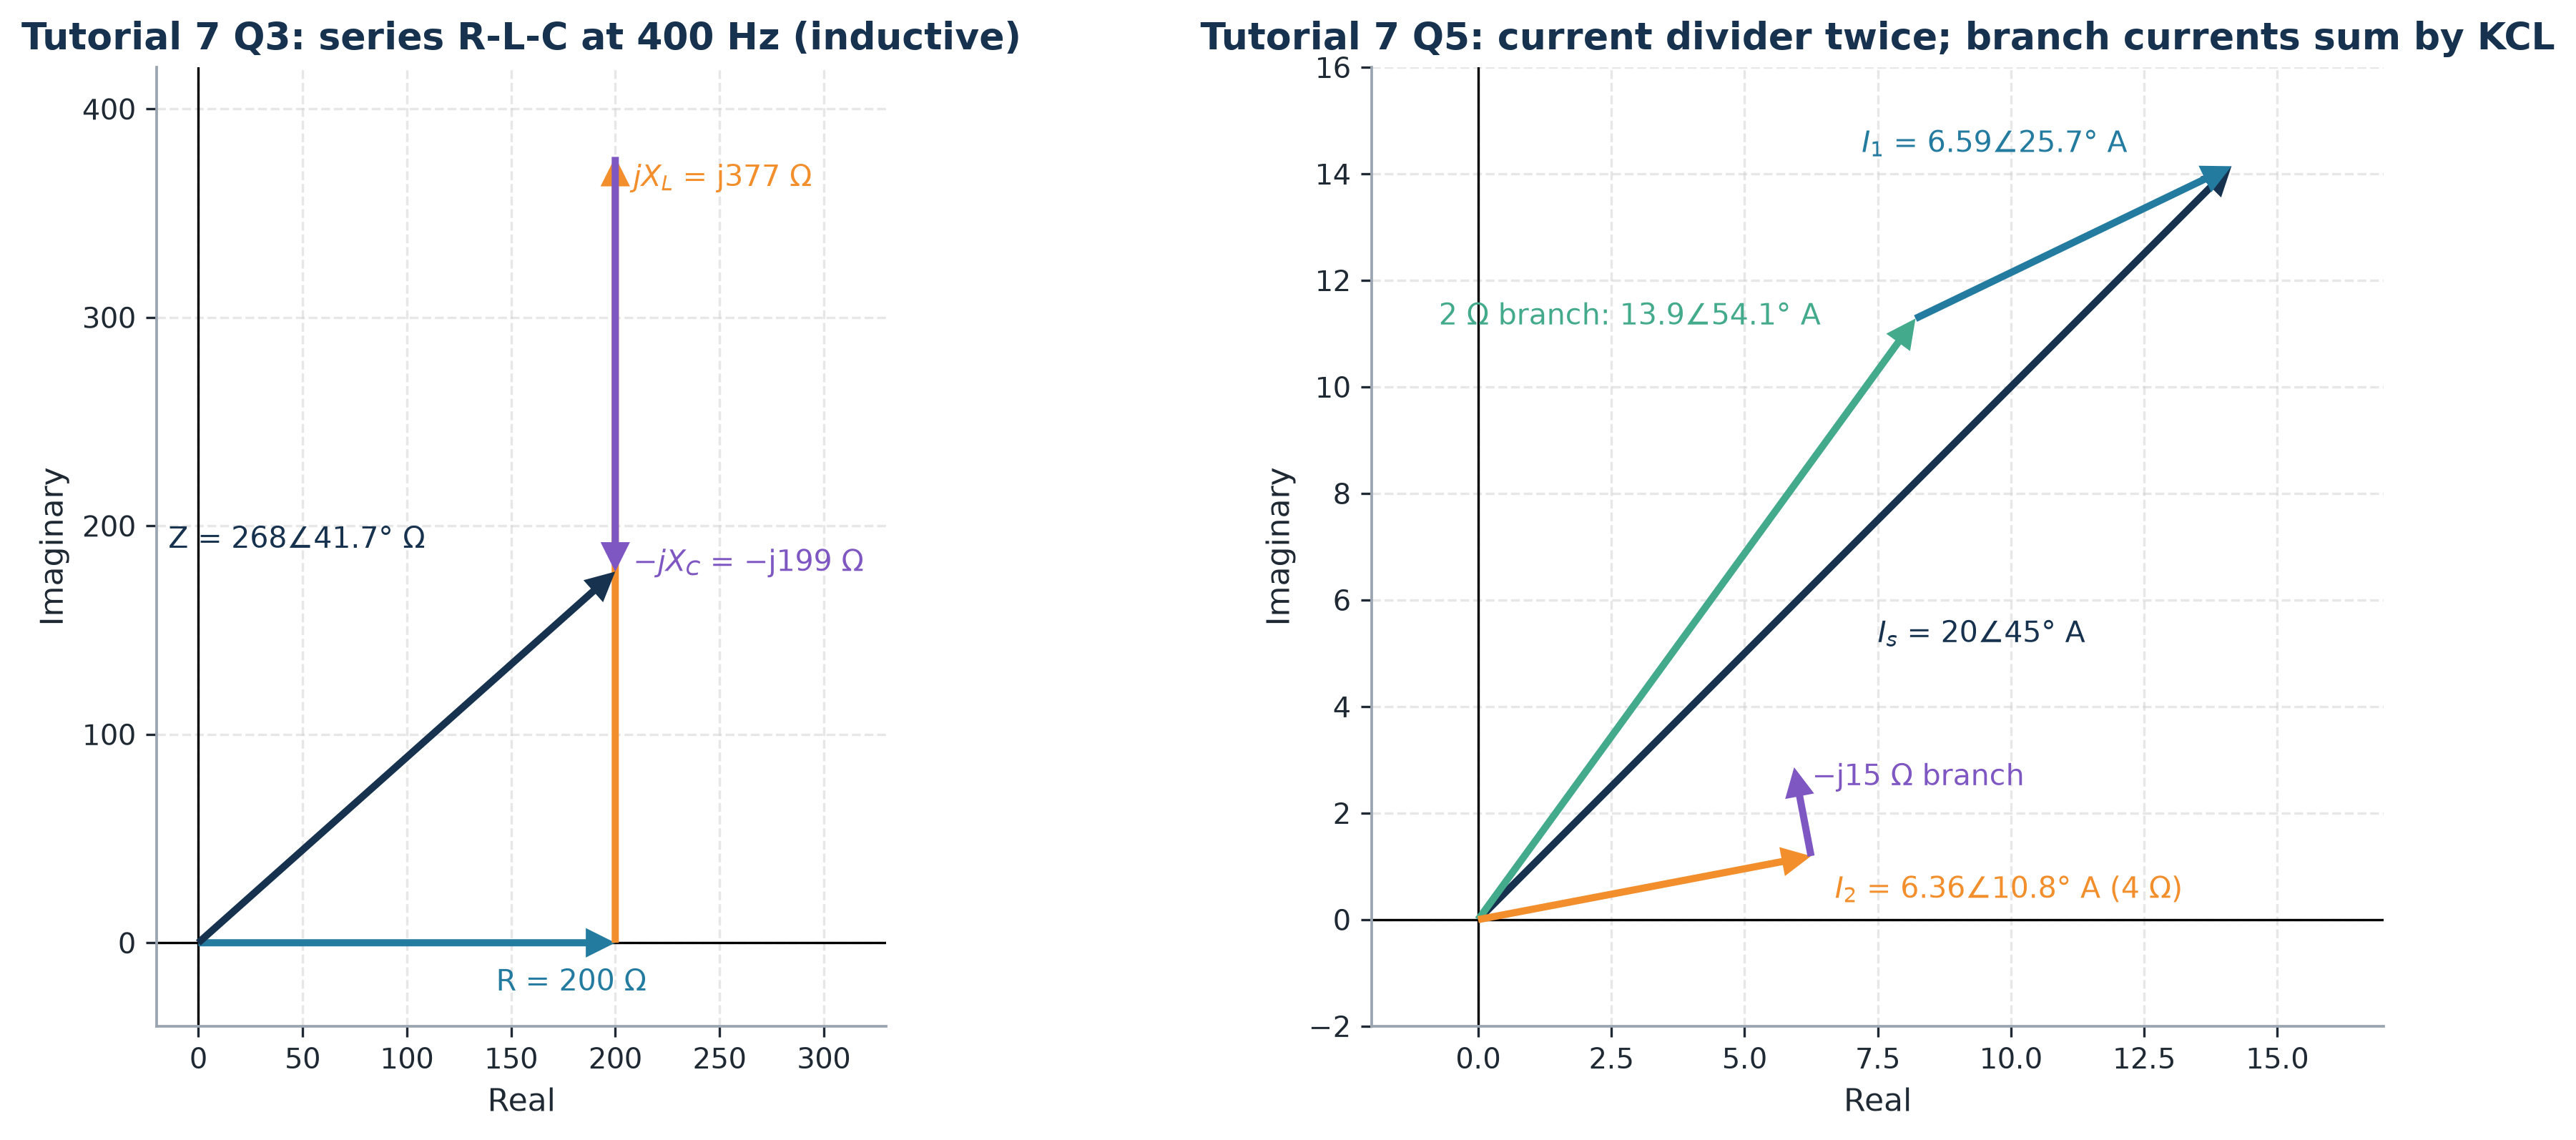 Tutorial 7 Q3: series R-L-C at 400 Hz (inductive)
400
300
200
100
0
Imaginary
jX_L = j377 Ω
Z = 268∠41.7° Ω
−jX_C = −j199 Ω
R = 200 Ω
0 50 100 150 200 250 300
Real
Tutorial 7 Q5: current divider twice; branch currents sum by KCL
16
14
12
10
8
6
4
2
0
−2
Imaginary
I_1 = 6.59∠25.7° A
2 Ω branch: 13.9∠54.1° A
I_s = 20∠45° A
−j15 Ω branch
I_2 = 6.36∠10.8° A (4 Ω)
0.0 2.5 5.0 7.5 10.0 12.5 15.0
Real